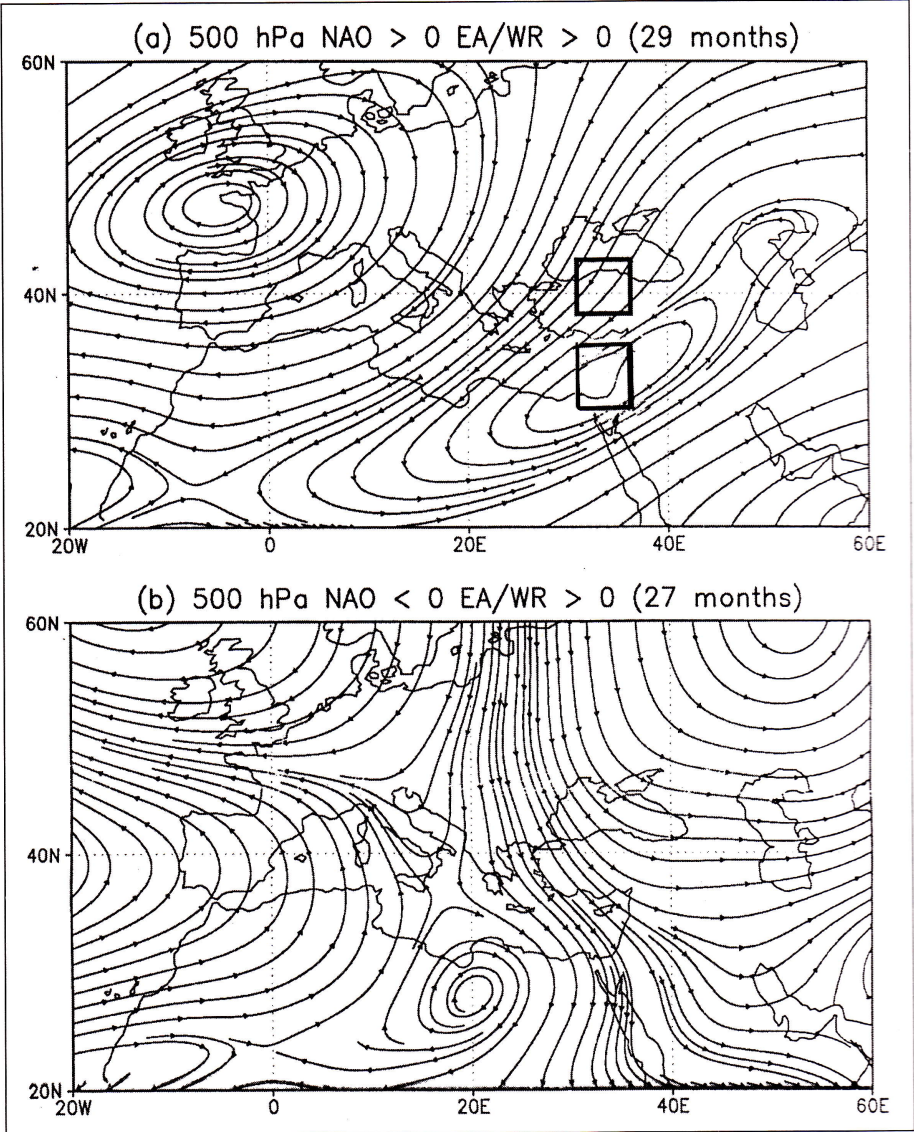 (a) 500 hPa NAO > 0 EA/WR > 0 (29 months)
60N
40N
20N
20W 0 20E 40E 60E
(b) 500 hPa NAO < 0 EA/WR > 0 (27 months)
60N
40N
20N
20W 0 20E 40E 60E